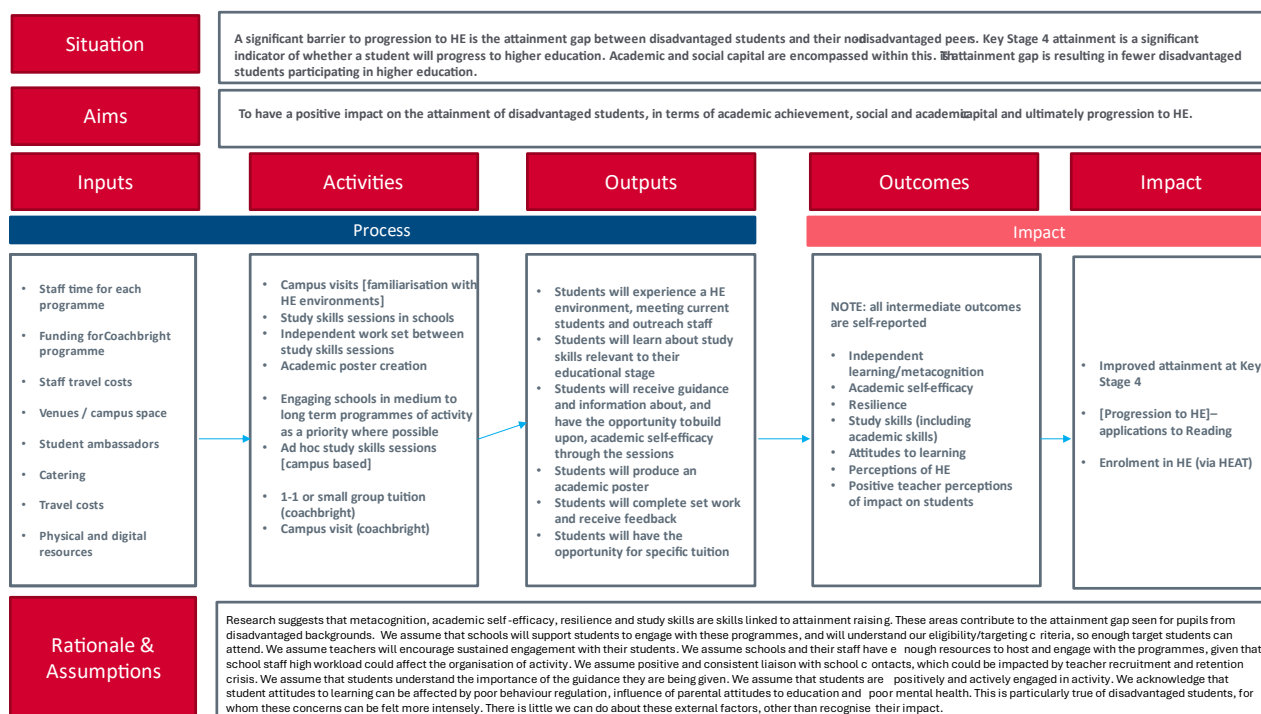 Situation
A significant barrier to progression to HE is the attainment gap between disadvantaged students and their non-disadvantaged peers. Key Stage 4 attainment is a significant
indicator of whether a student will progress to higher education. Academic and social capital are encompassed within this. attainment gap is resulting in fewer disadvantaged
students participating in higher education.
Aims
To have a positive impact on the attainment of disadvantaged students, in terms of academic achievement, social and academic capital and ultimately progression to HE.
Inputs
Activities
Outputs
Outcomes
Impact
Process
Impact
• Staff time for each
programme
• Funding for Coachbright
programme
• Staff travel costs
• Venues / campus space
• Student ambassadors
• Catering
• Travel costs
• Physical and digital
resources
• Campus visits [familiarisation with
HE environments]
• Study skills sessions in schools
• Independent work set between
study skills sessions
• Academic poster creation
• Engaging schools in medium to
long term programmes of activity
as a priority where possible
• Ad hoc study skills sessions
[campus based]
• 1-1 or small group tuition
(coachbright)
• Campus visit (coachbright)
• Students will experience a HE
environment, meeting current
students and outreach staff
• Students will learn about study
skills relevant to their
educational stage
• Students will receive guidance
and information about, and
have the opportunity to build
upon, academic self-efficacy
through the sessions
• Students will produce an
academic poster
• Students will complete set work
and receive feedback
• Students will have the
opportunity for specific tuition
NOTE: all intermediate outcomes
are self-reported
• Independent
learning/metacognition
• Academic self-efficacy
• Resilience
• Study skills (including
academic skills)
• Attitudes to learning
• Perceptions of HE
• Positive teacher perceptions
of impact on students
• Improved attainment at Key
Stage 4
• [Progression to HE]–
applications to Reading
• Enrolment in HE (via HEAT)
Rationale &
Assumptions
Research suggests that metacognition, academic self-efficacy, resilience and study skills are skills linked to attainment raising. These areas contribute to the attainment gap seen for pupils from
disadvantaged backgrounds. We assume that schools will support students to engage with these programmes, and will understand our eligibility/targeting criteria, so enough target students can
attend. We assume teachers will encourage sustained engagement with their students. We assume schools and their staff have enough resources to host and engage with the programmes, given that
school staff high workload could affect the organisation of activity. We assume positive and consistent liaison with school contacts, which could be impacted by teacher recruitment and retention
crisis. We assume that students understand the importance of the guidance they are being given. We assume that students are positively and actively engaged in activity. We acknowledge that
student attitudes to learning can be affected by poor behaviour regulation, influence of parental attitudes to education and poor mental health. This is particularly true of disadvantaged students, for
whom these concerns can be felt more intensely. There is little we can do about these external factors, other than recognise their impact.